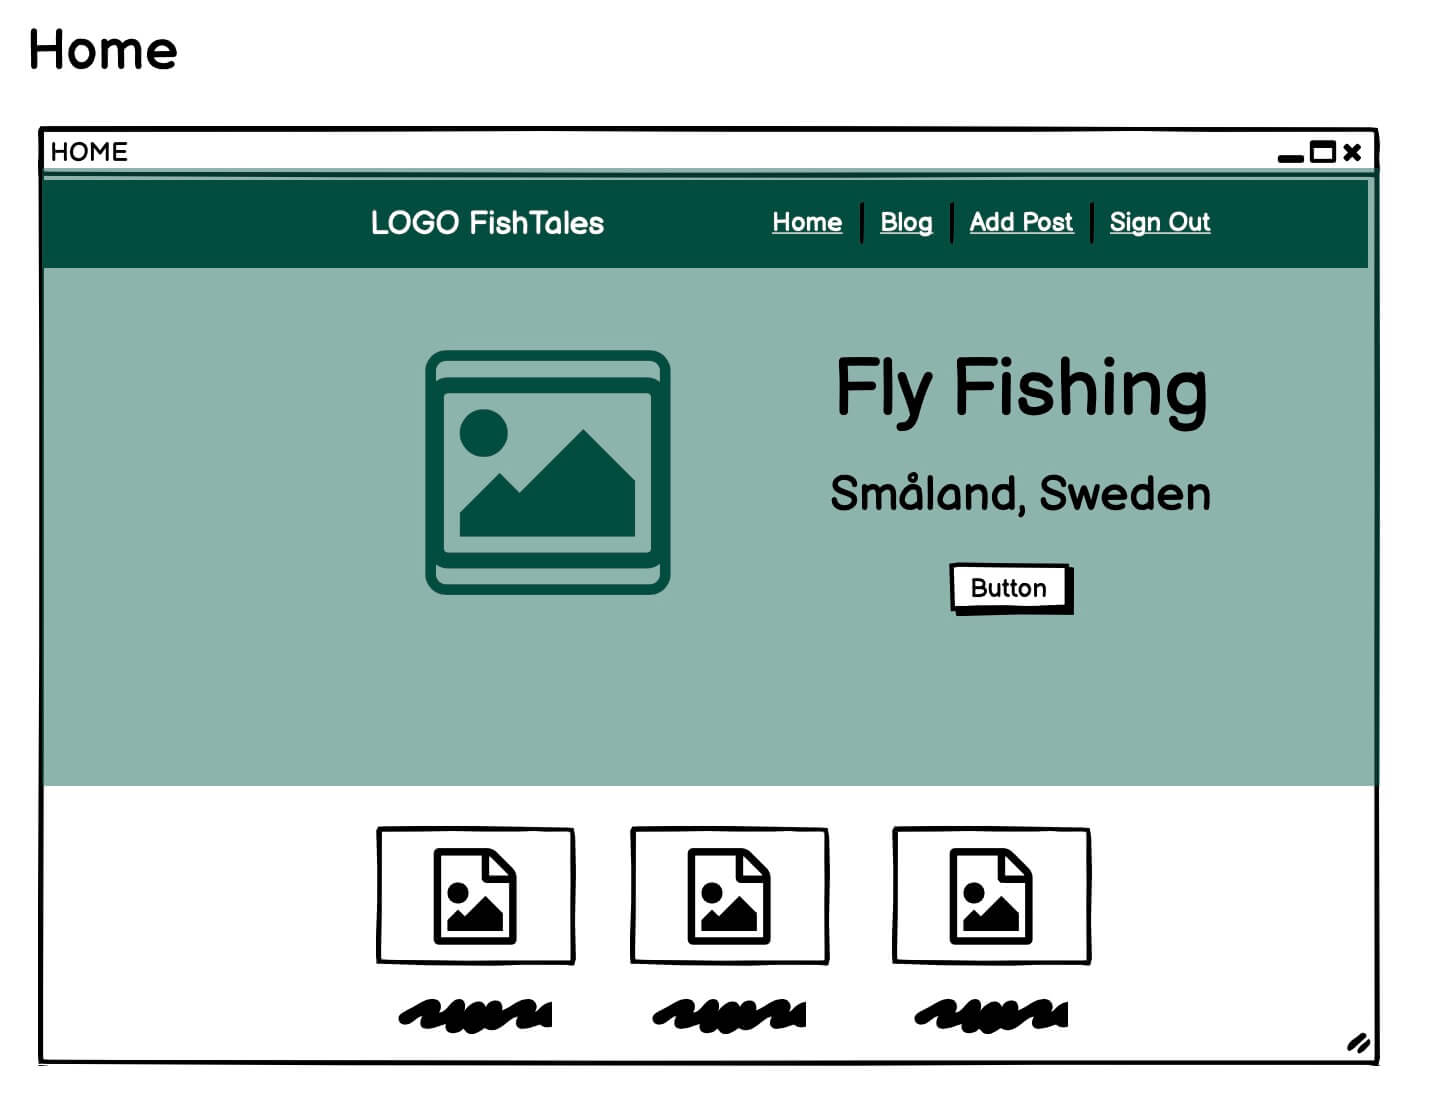 Home
HOME
LOGO FishTales
Home Blog Add Post Sign Out
Fly Fishing
Småland, Sweden
Button